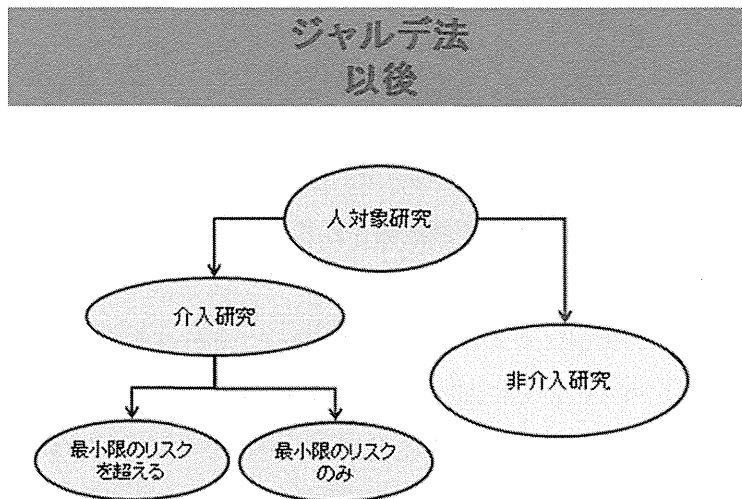 ジャルデ法
以後
人対象研究
介入研究
非介入研究
最小限のリスク
を超える
最小限のリスク
のみ